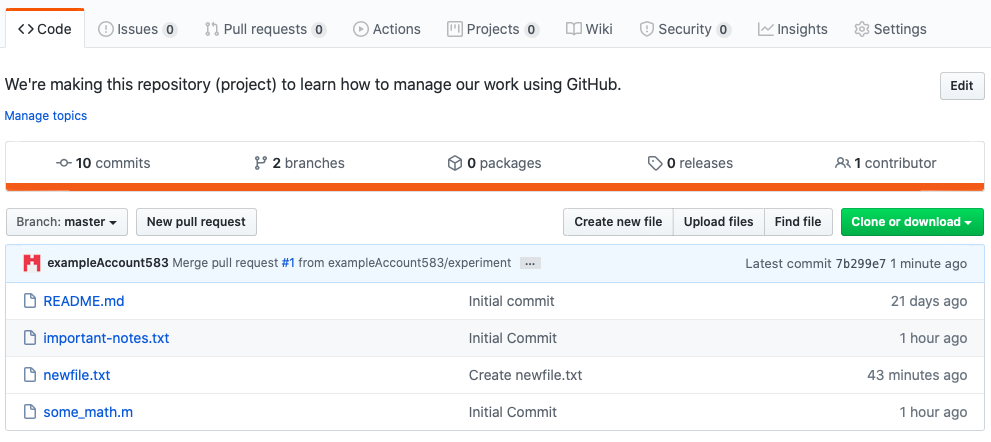 Code Issues 0 Pull requests 0 Actions Projects 0 Wiki Security 0 Insights Settings
We're making this repository (project) to learn how to manage our work using GitHub. Edit
Manage topics
10 commits 2 branches 0 packages 0 releases 1 contributor
Branch: master New pull request Create new file Upload files Find file Clone or download
exampleAccount583 Merge pull request #1 from exampleAccount583/experiment ... Latest commit 7b299e7 1 minute ago
README.md Initial commit 21 days ago
important-notes.txt Initial Commit 1 hour ago
newfile.txt Create newfile.txt 43 minutes ago
some_math.m Initial Commit 1 hour ago